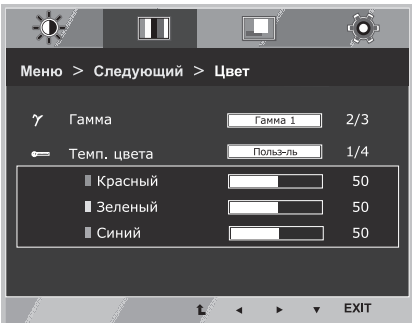 Меню > Следующий > Цвет
Гамма Гамма 1 2/3
Темп. цвета Польз-ль 1/4
Красный 50
Зеленый 50
Синий 50
EXIT